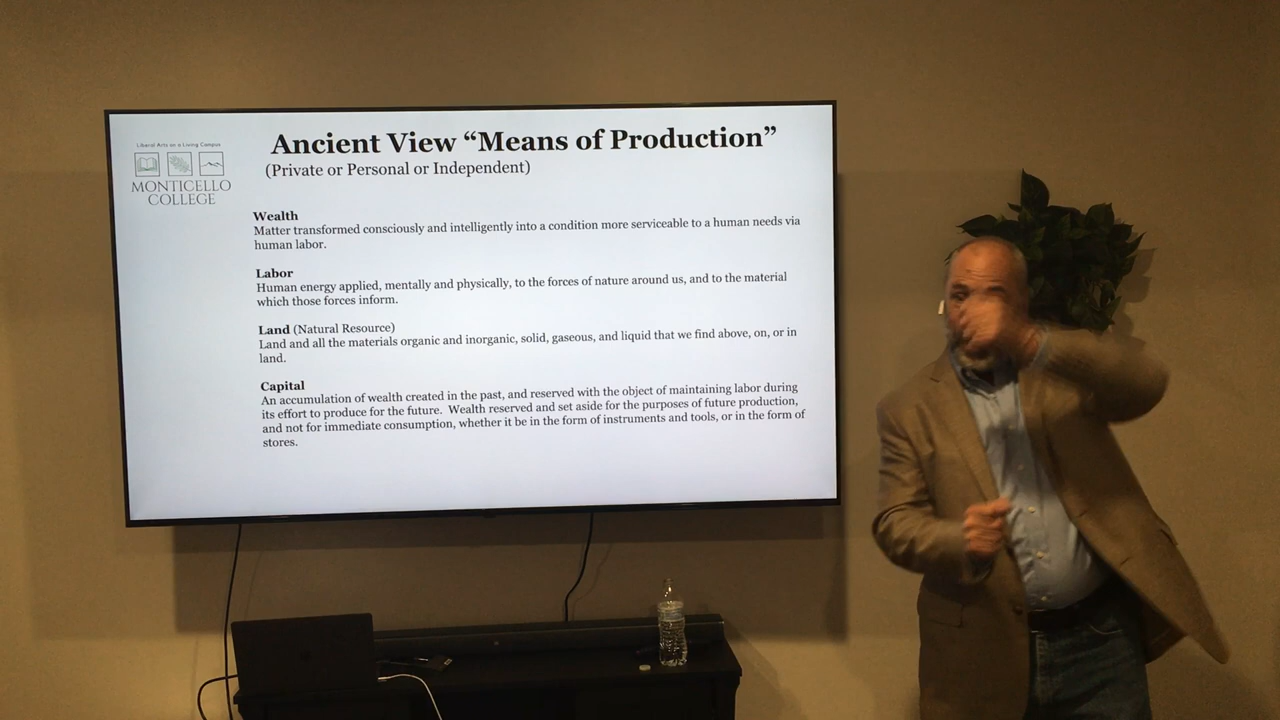 Liberal Arts on a Living Campus
MONTICELLO
COLLEGE
Ancient View “Means of Production”
(Private or Personal or Independent)
Wealth
Matter transformed consciously and intelligently into a condition more serviceable to a human needs via
human labor.
Labor
Human energy applied, mentally and physically, to the forces of nature around us, and to the material
which those forces inform.
Land (Natural Resource)
Land and all the materials organic and inorganic, solid, gaseous, and liquid that we find above, on, or in
land.
Capital
An accumulation of wealth created in the past, and reserved with the object of maintaining labor during
its effort to produce for the future.  Wealth reserved and set aside for the purposes of future production,
and not for immediate consumption, whether it be in the form of instruments and tools, or in the form of
stores.